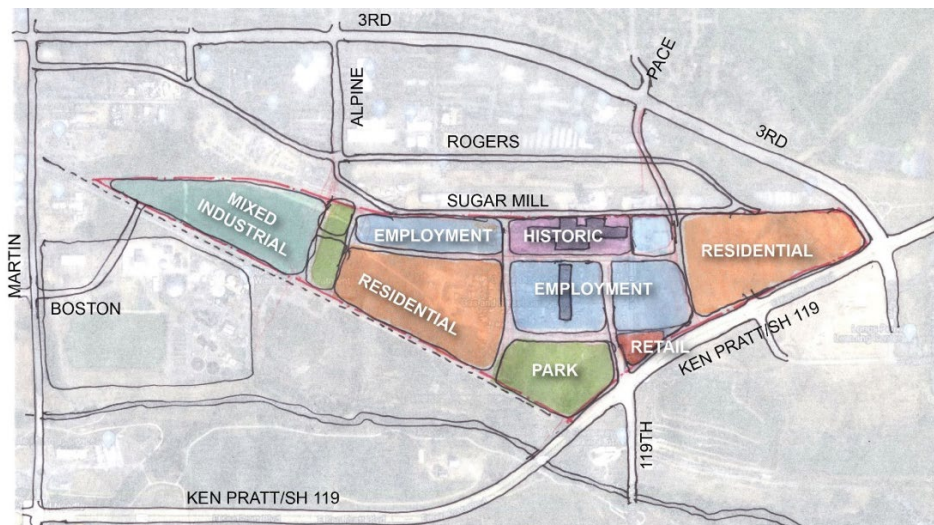 3RD
PACE
ALPINE
ROGERS
3RD
SUGAR MILL
MIXED
INDUSTRIAL
EMPLOYMENT
HISTORIC
RESIDENTIAL
MARTIN
RESIDENTIAL
EMPLOYMENT
BOSTON
RETAIL
KEN PRATT/SH 119
PARK
119TH
KEN PRATT/SH 119